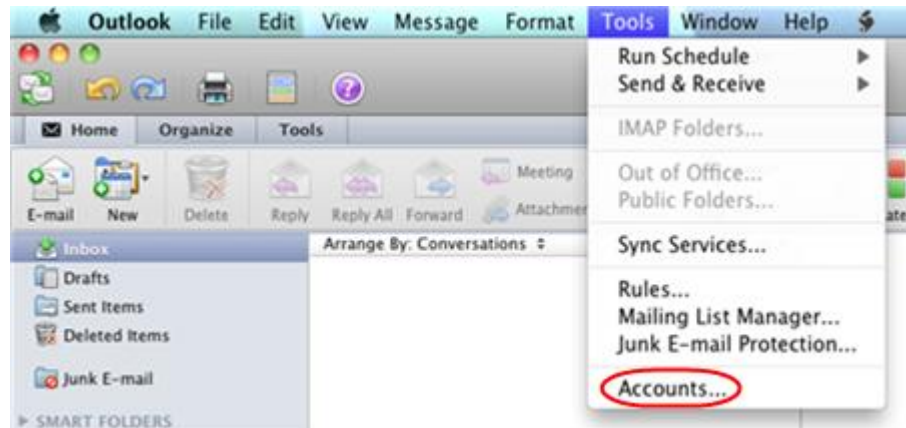 Outlook File Edit View Message Format Tools Window Help
Run Schedule
Send & Receive
IMAP Folders...
Out of Office...
Public Folders...
Sync Services...
Rules...
Mailing List Manager...
Junk E-mail Protection...
Accounts...
Home Organize Tools
E-mail New Delete Reply Reply All Forward Meeting
Attachmen
Arrange By: Conversations
Inbox
Drafts
Sent Items
Deleted Items
Junk E-mail
SMART FOLDERS